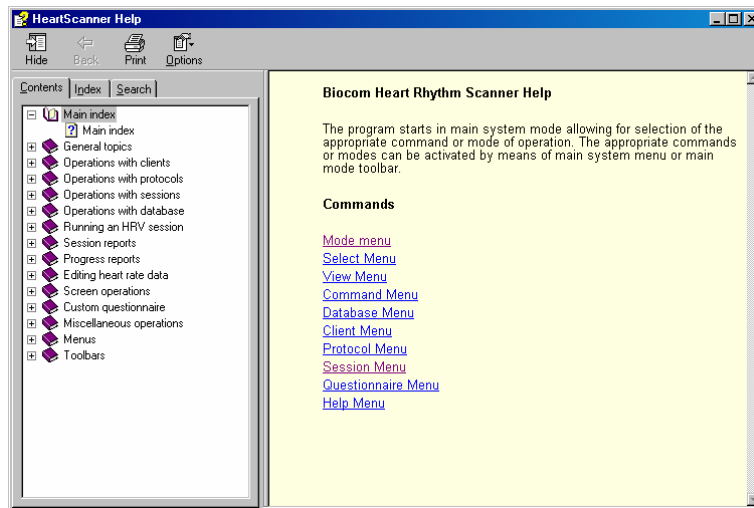 HeartScanner Help
Hide Back Print Options
Contents Index Search
Main index
Main index
General topics
Operations with clients
Operations with protocols
Operations with sessions
Operations with database
Running an HRV session
Session reports
Progress reports
Editing heart rate data
Screen operations
Custom questionnaire
Miscellaneous operations
Menus
Toolbars
Biocom Heart Rhythm Scanner Help
The program starts in main system mode allowing for selection of the
appropriate command or mode of operation. The appropriate commands
or modes can be activated by means of main system menu or main
mode toolbar.
Commands
Mode menu
Select Menu
View Menu
Command Menu
Database Menu
Client Menu
Protocol Menu
Session Menu
Questionnaire Menu
Help Menu